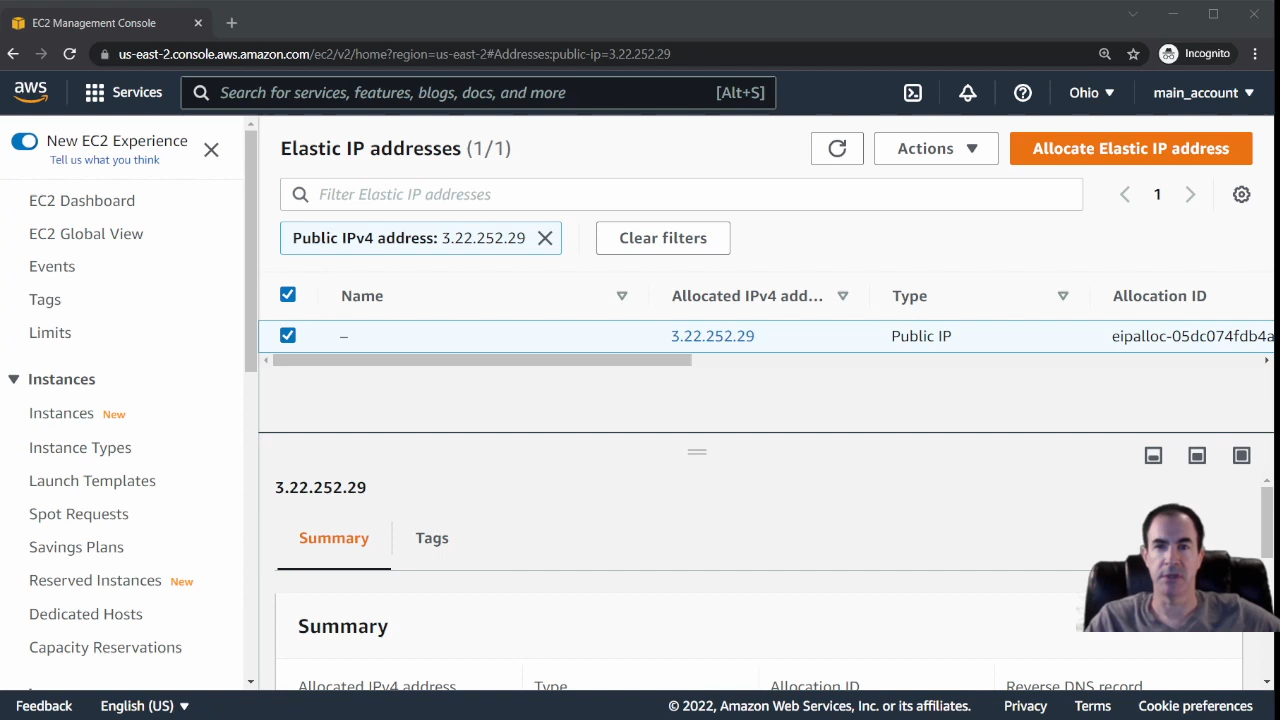 EC2 Management Console
us-east-2.console.aws.amazon.com/ec2/v2/home?region=us-east-2#Addresses:public-ip=3.22.252.29
Incognito
aws
Services
Search for services, features, blogs, docs, and more
[Alt+S]
Ohio
main_account
New EC2 Experience
Tell us what you think
EC2 Dashboard
EC2 Global View
Events
Tags
Limits
Instances
Instances New
Instance Types
Launch Templates
Spot Requests
Savings Plans
Reserved Instances New
Dedicated Hosts
Capacity Reservations
Elastic IP addresses (1/1)
Actions
Allocate Elastic IP address
Filter Elastic IP addresses
1
Public IPv4 address: 3.22.252.29
Clear filters
Name
Allocated IPv4 add...
Type
Allocation ID
–
3.22.252.29
Public IP
eipalloc-05dc074fdb4a
3.22.252.29
Summary
Tags
Summary
Allocated IPv4 address
Type
Allocation ID
Reverse DNS record
Feedback
English (US)
© 2022, Amazon Web Services, Inc. or its affiliates.
Privacy
Terms
Cookie preferences